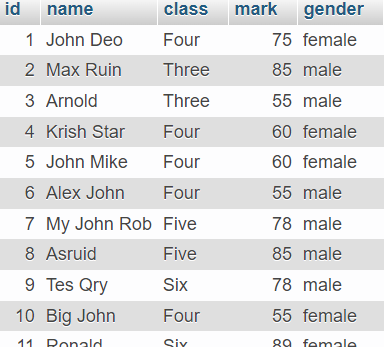 id name class mark gender
1 John Deo Four 75 female
2 Max Ruin Three 85 male
3 Arnold Three 55 male
4 Krish Star Four 60 female
5 John Mike Four 60 female
6 Alex John Four 55 male
7 My John Rob Five 78 male
8 Asruid Five 85 male
9 Tes Qry Six 78 male
10 Big John Four 55 female
11 Ronald Six 89 female